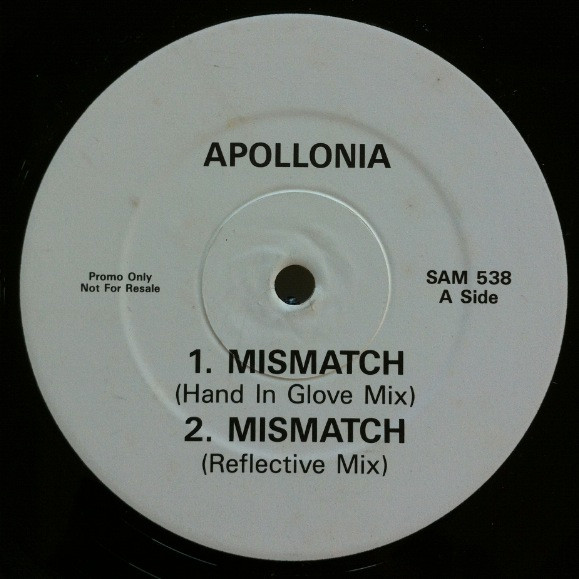 APOLLONIA
Promo Only
Not For Resale
SAM 538
A Side
1. MISMATCH
(Hand In Glove Mix)
2. MISMATCH
(Reflective Mix)